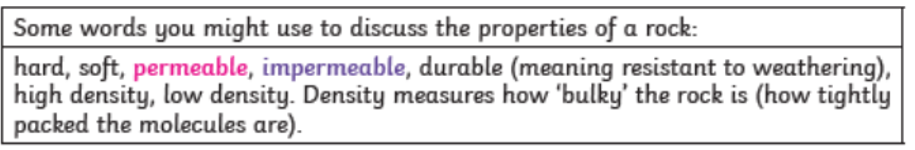 Some words you might use to discuss the properties of a rock:
hard, soft, permeable, impermeable, durable (meaning resistant to weathering),
high density, low density. Density measures how ‘bulky’ the rock is (how tightly
packed the molecules are).